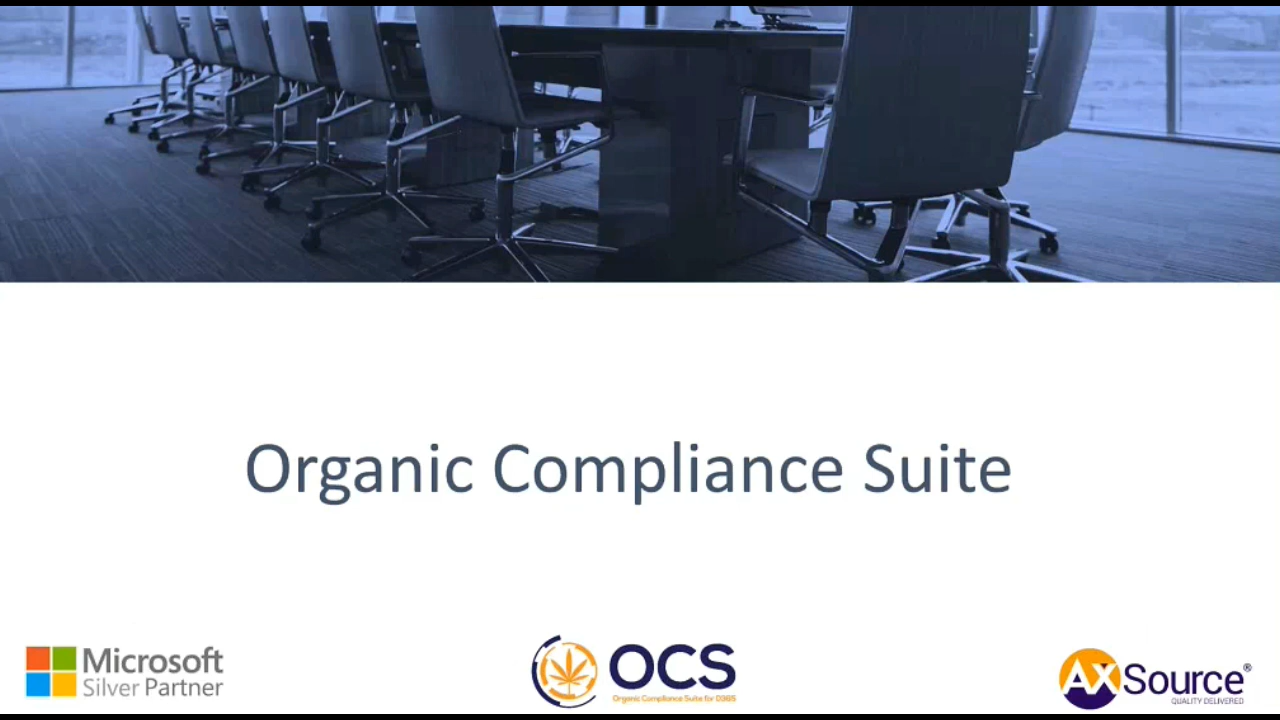 Organic Compliance Suite
Microsoft
Silver Partner
OCS
Organic Compliance Suite for D365
AXSource®
QUALITY DELIVERED